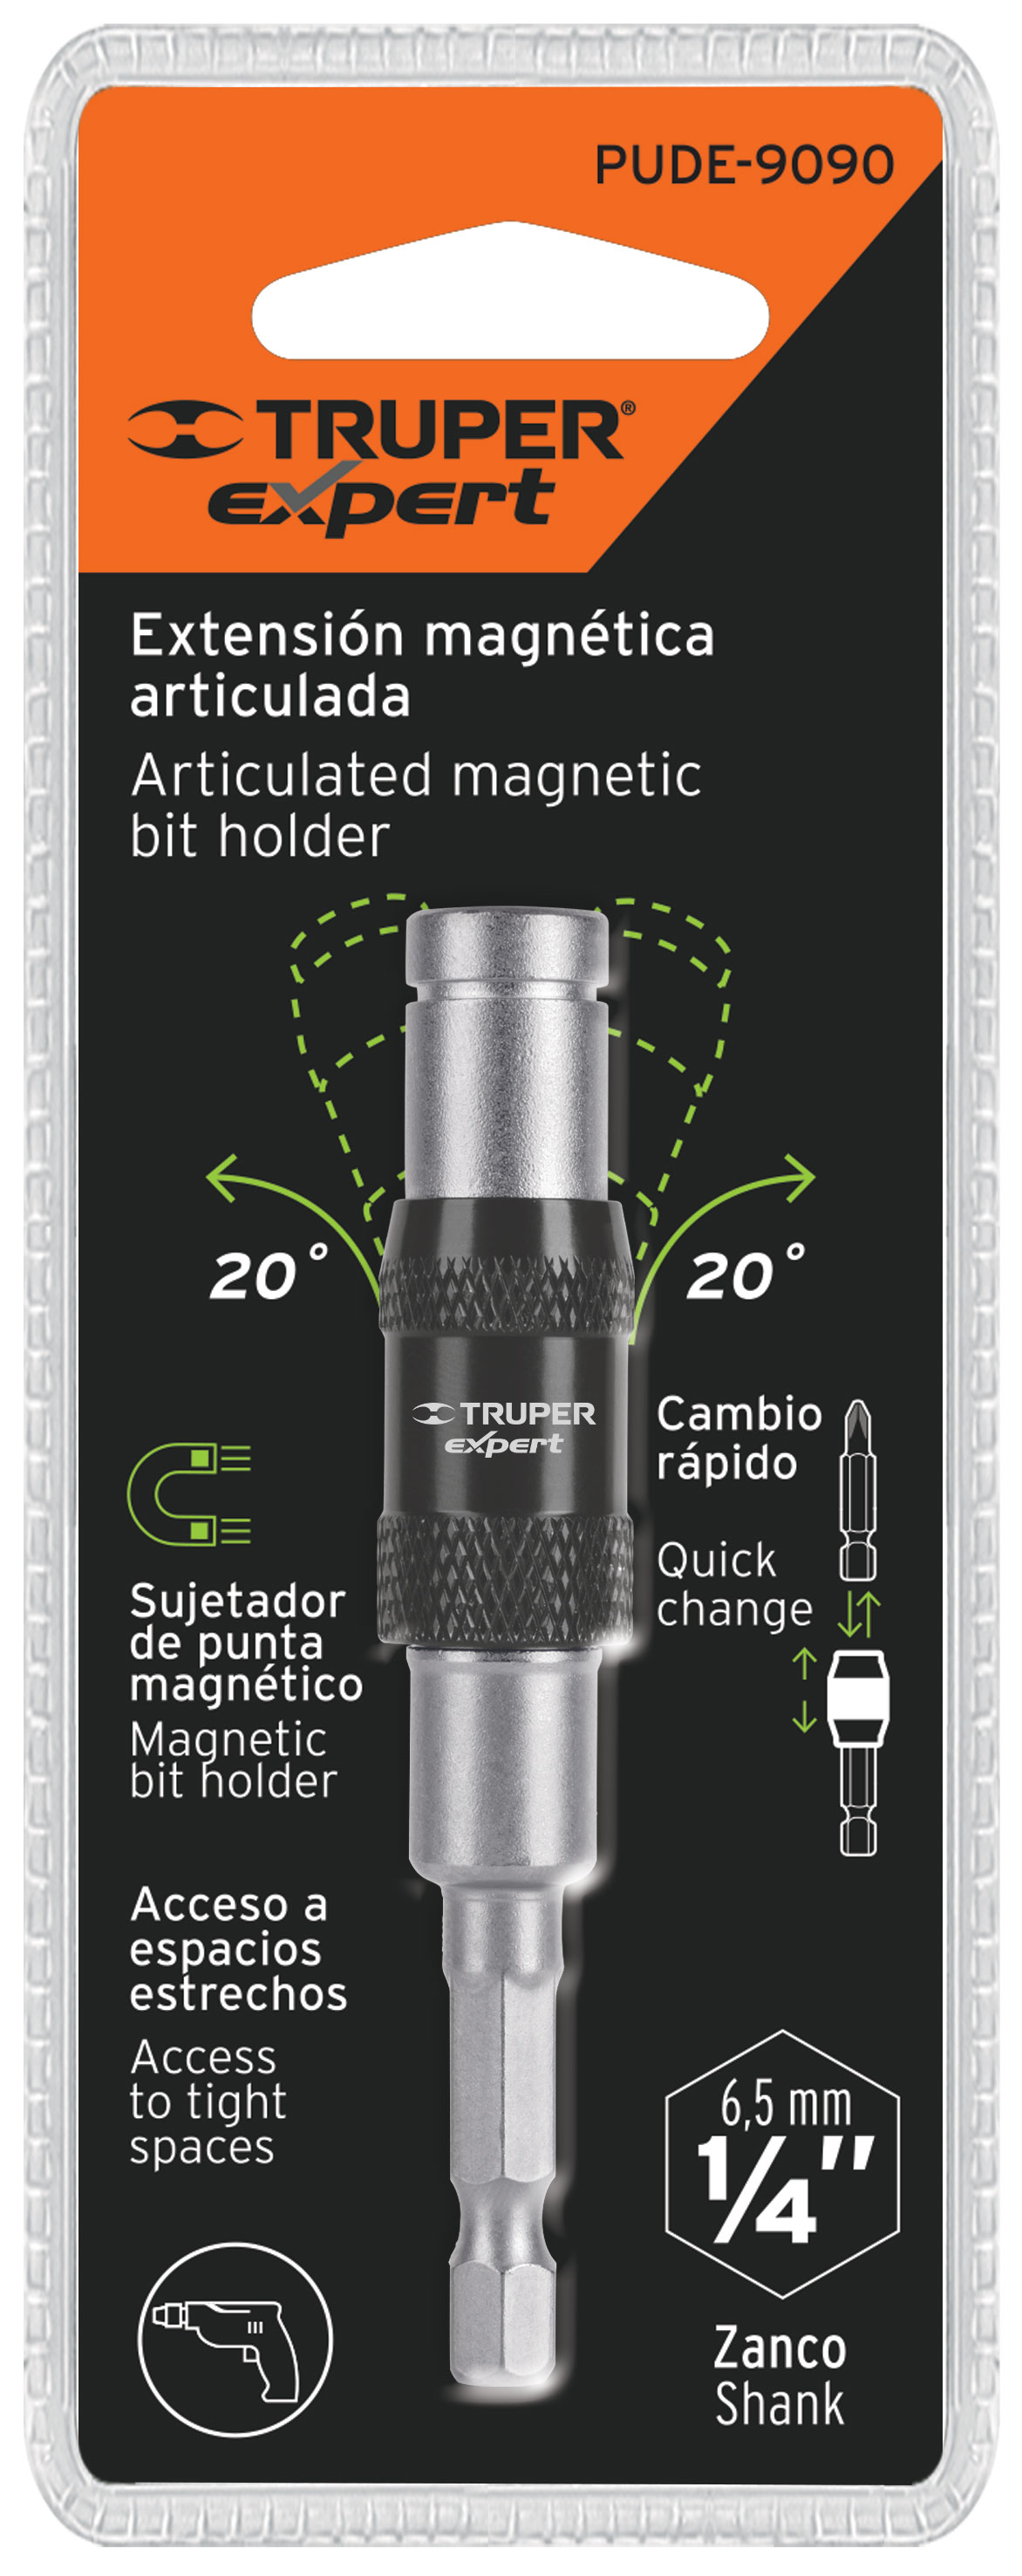 PUDE-9090
TRUPER®
expert
Extensión magnética
articulada
Articulated magnetic
bit holder
20°
20°
TRUPER
expert
Cambio
rápido
Quick
change
Sujetador
de punta
magnético
Magnetic
bit holder
Acceso a
espacios
estrechos
Access
to tight
spaces
6,5 mm
1/4"
Zanco
Shank